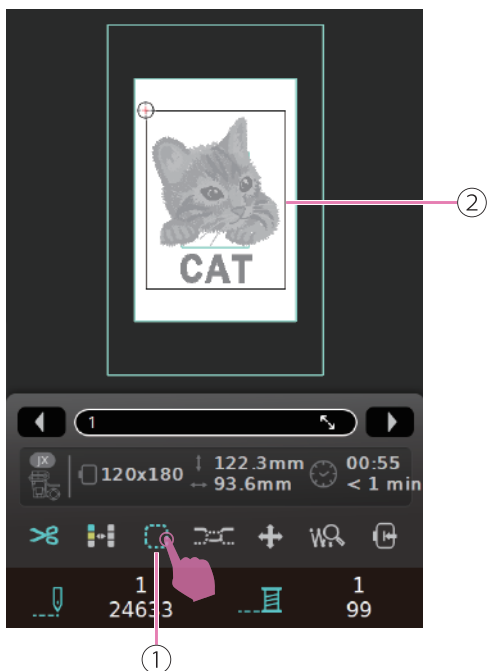 ②
CAT
1
JX
120x180
122.3mm
93.6mm
00:55
< 1 min
1
24633
1
99
①